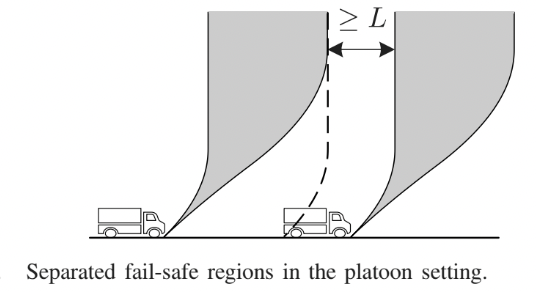 ≥ L
Separated fail-safe regions in the platoon setting.